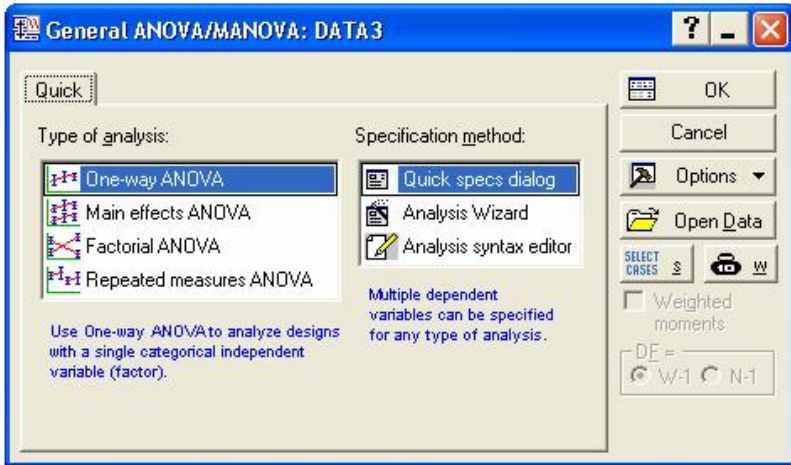 General ANOVA/MANOVA: DATA3
?
Quick
Type of analysis:
One-way ANOVA
Main effects ANOVA
Factorial ANOVA
Repeated measures ANOVA
Use One-way ANOVA to analyze designs
with a single categorical independent
variable (factor).
Specification method:
Quick specs dialog
Analysis Wizard
Analysis syntax editor
Multiple dependent
variables can be specified
for any type of analysis.
OK
Cancel
Options
Open Data
SELECT
CASES S
W
Weighted
moments
DF =
W-1 N-1